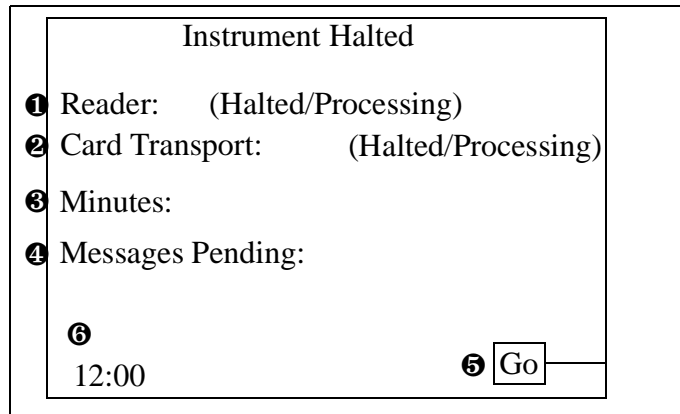 Instrument Halted
❶ Reader: (Halted/Processing)
❷ Card Transport: (Halted/Processing)
❸ Minutes:
❹ Messages Pending:
❻
❺ Go
12:00